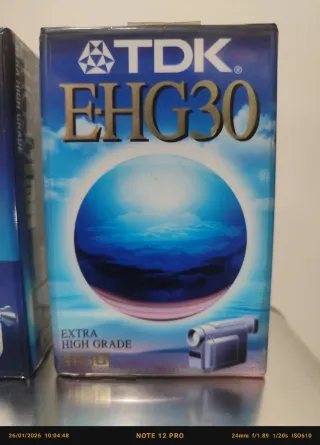 TDK®
E-HG30
EXTRA
HIGH GRADE
26/01/2026 10:04:48 NOTE 12 PRO 24mm f/1.89 1/20s ISO610